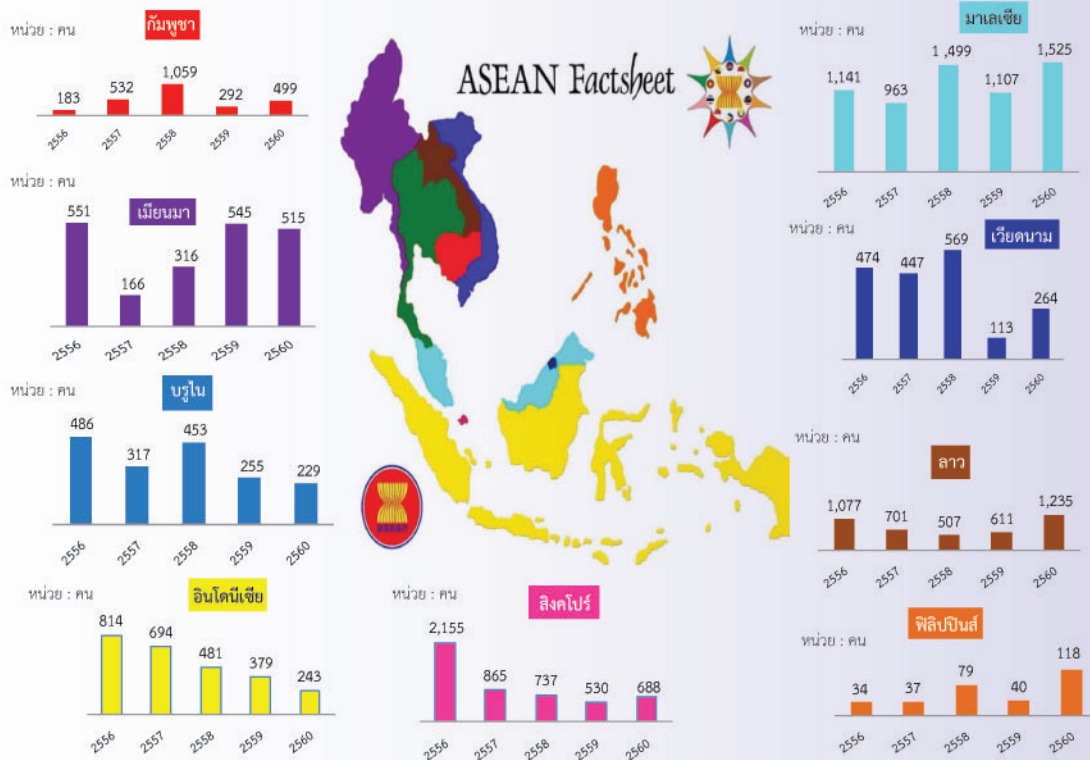 ASEAN Factsheet
หน่วย : คน
กัมพูชา
183 532 1,059 292 499
2556 2557 2558 2559 2560
หน่วย : คน
เมียนมา
551 166 316 545 515
2556 2557 2558 2559 2560
หน่วย : คน
บรูไน
486 317 453 255 229
2556 2557 2558 2559 2560
หน่วย : คน
อินโดนีเซีย
814 694 481 379 243
2556 2557 2558 2559 2560
หน่วย : คน
สิงคโปร์
2,155 865 737 530 688
2556 2557 2558 2559 2560
asean
หน่วย : คน
มาเลเซีย
1,141 963 1 ,499 1,107 1,525
2556 2557 2558 2559 2560
หน่วย : คน
เวียดนาม
474 447 569 113 264
2556 2557 2558 2559 2560
หน่วย : คน
ลาว
1,077 701 507 611 1,235
2556 2557 2558 2559 2560
หน่วย : คน
ฟิลิปปินส์
34 37 79 40 118
2556 2557 2558 2559 2560